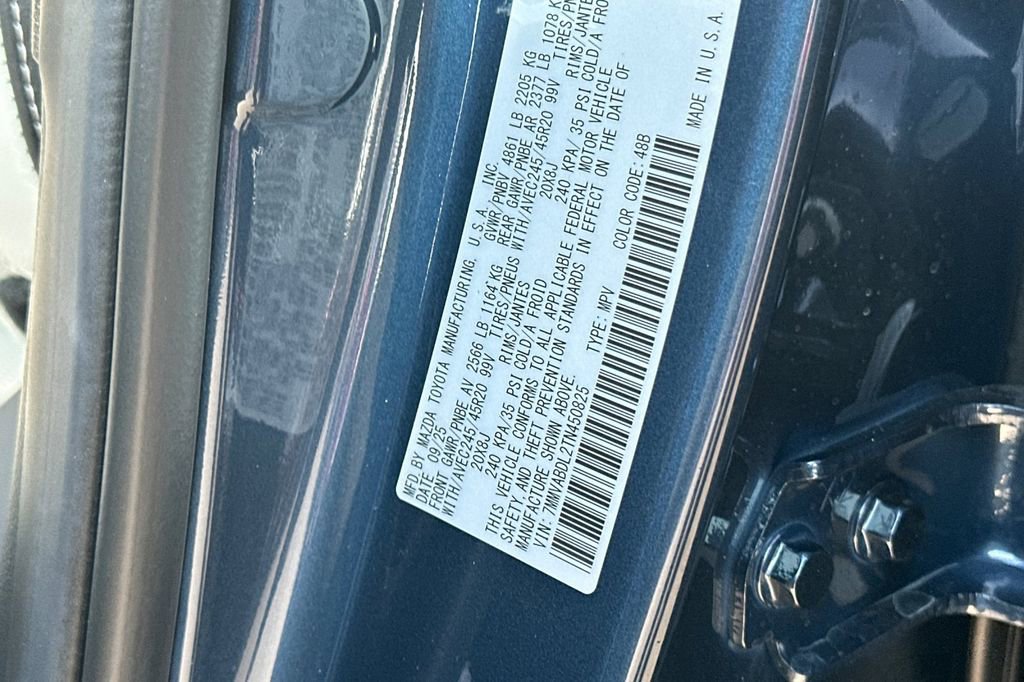 MFD. BY MAZDA TOYOTA MANUFACTURING, U.S.A., INC.
DATE: 09/25 GVWR/PNBV 4861 LB 2205 KG
FRONT GAWR/PNBE AV 2566 LB 1164 KG REAR GAWR/PNBE AR 2377 LB 1078 K
WITH/AVEC245/45R20 99V TIRES/PNEUS WITH/AVEC245/45R20 99V TIRES/PN
20X8J RIMS/JANTES 20X8J RIMS/JANTE
240 KPA/35 PSI COLD/A FROID 240 KPA/ 35 PSI COLD/A FRO
THIS VEHICLE CONFORMS TO ALL APPLICABLE FEDERAL MOTOR VEHICLE
SAFETY, AND THEFT PREVENTION STANDARDS IN EFFECT ON THE DATE OF
MANUFACTURE SHOWN ABOVE
VIN: 7MMVABDL2TN450825 TYPE: MPV COLOR CODE: 48B
MADE IN U.S.A.